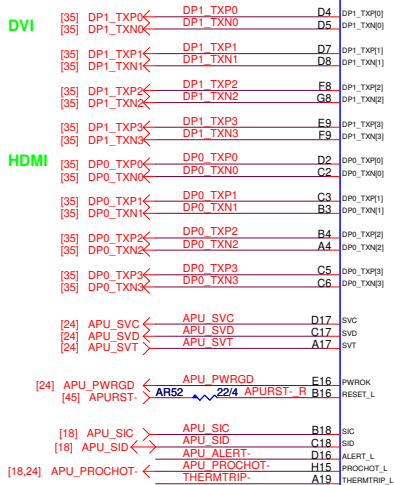 DVI
[35] DP1_TXP0 DP1_TXP0 D4 DP1_TXP[0]
[35] DP1_TXN0 DP1_TXN0 D5 DP1_TXN[0]
[35] DP1_TXP1 DP1_TXP1 D7 DP1_TXP[1]
[35] DP1_TXN1 DP1_TXN1 D8 DP1_TXN[1]
[35] DP1_TXP2 DP1_TXP2 F8 DP1_TXP[2]
[35] DP1_TXN2 DP1_TXN2 G8 DP1_TXN[2]
[35] DP1_TXP3 DP1_TXP3 E9 DP1_TXP[3]
[35] DP1_TXN3 DP1_TXN3 F9 DP1_TXN[3]
HDMI
[35] DP0_TXP0 DP0_TXP0 D2 DP0_TXP[0]
[35] DP0_TXN0 DP0_TXN0 C2 DP0_TXN[0]
[35] DP0_TXP1 DP0_TXP1 C3 DP0_TXP[1]
[35] DP0_TXN1 DP0_TXN1 B3 DP0_TXN[1]
[35] DP0_TXP2 DP0_TXP2 B4 DP0_TXP[2]
[35] DP0_TXN2 DP0_TXN2 A4 DP0_TXN[2]
[35] DP0_TXP3 DP0_TXP3 C5 DP0_TXP[3]
[35] DP0_TXN3 DP0_TXN3 C6 DP0_TXN[3]
[24] APU_SVC APU_SVC D17 SVC
[24] APU_SVD APU_SVD C17 SVD
[24] APU_SVT APU_SVT A17 SVT
[24] APU_PWRGD APU_PWRGD E16 PWROK
[45] APURST- AR52 22/4 APURST-_R B16 RESET_L
[18] APU_SIC APU_SIC B18 SIC
[18] APU_SID APU_SID C18 SID
APU_ALERT- D16 ALERT_L
[18,24] APU_PROCHOT- APU_PROCHOT- H15 PROCHOT_L
THERMTRIP- A19 THERMTRIP_L